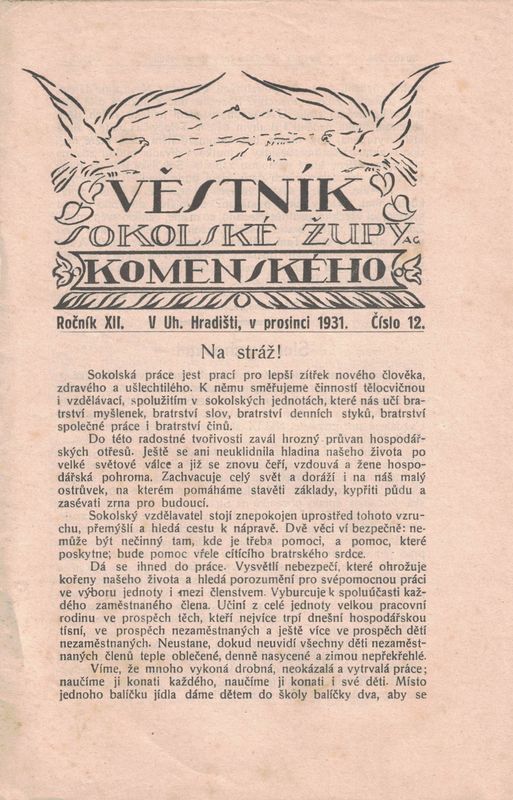 VĚSTNÍK
SOKOLSKÉ ŽUPY
AG
KOMENSKÉHO
Ročník XII. V Uh. Hradišti, v prosinci 1931. Číslo 12.
Na stráž!
Sokolská práce jest prací pro lepší zítřek nového člověka,
zdravého a ušlechtilého. K němu směřujeme činností tělocvičnou
i vzdělávací, spolužitím v sokolských jednotách, které nás učí bra-
trství myšlenek, bratrství slov, bratrství denních styků, bratrství
společné práce i bratrství činů.
Do této radostné tvořivosti zavál hrozný průvan hospodář-
ských otřesů. Ještě se ani neuklidnila hladina našeho života po
velké světové válce a již se znovu čeří, vzdouvá a žene hospo-
dářská pohroma. Zachvacuje celý svět a doráží i na náš malý
ostrůvek, na kterém pomáháme stavěti základy, kypřiti půdu a
zasévati zrna pro budoucí.
Sokolský vzdělavatel stojí znepokojen uprostřed tohoto vzru-
chu, přemýšlí a hledá cestu k nápravě. Dvě věci ví bezpečně: ne-
může být nečinný tam, kde je třeba pomoci, a pomoc, které
poskytne; bude pomoc vřele cítícího bratrského srdce.
Dá se ihned do práce. Vysvětlí nebezpečí, které ohrožuje
kořeny našeho života a hledá porozumění pro svépomocnou práci
ve výboru jednoty i mezi členstvem. Vyburcuje k spoluúčasti kaž-
dého zaměstnaného člena. Učiní z celé jednoty velkou pracovní
rodinu ve prospěch těch, kteří nejvíce trpí dnešní hospodářskou
tísní, ve prospěch nezaměstnaných a ještě více ve prospěch dětí
nezaměstnaných. Neustane, dokud neuvidí všechny děti nezaměst-
naných členů teple oblečené, denně nasycené a zimou nepřekřehlé.
Víme, že mnoho vykoná drobná, neokázalá a vytrvalá práce;
naučíme ji konati každého, naučíme ji konati i své děti. Místo
jednoho balíčku jídla dáme dětem do školy balíčky dva, aby se